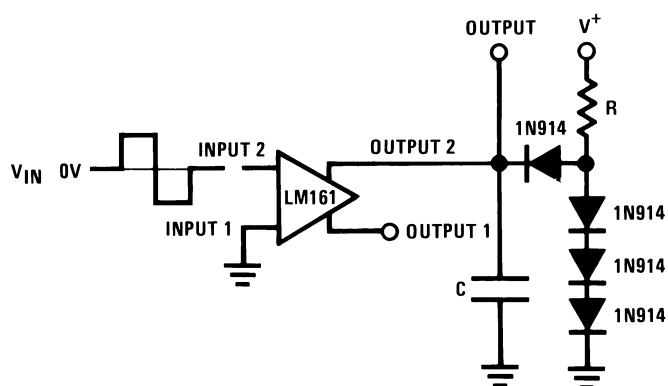 OUTPUT
V+
R
1N914
INPUT 2
OUTPUT 2
VIN 0V
LM161
INPUT 1
OUTPUT 1
1N914
1N914
C
1N914